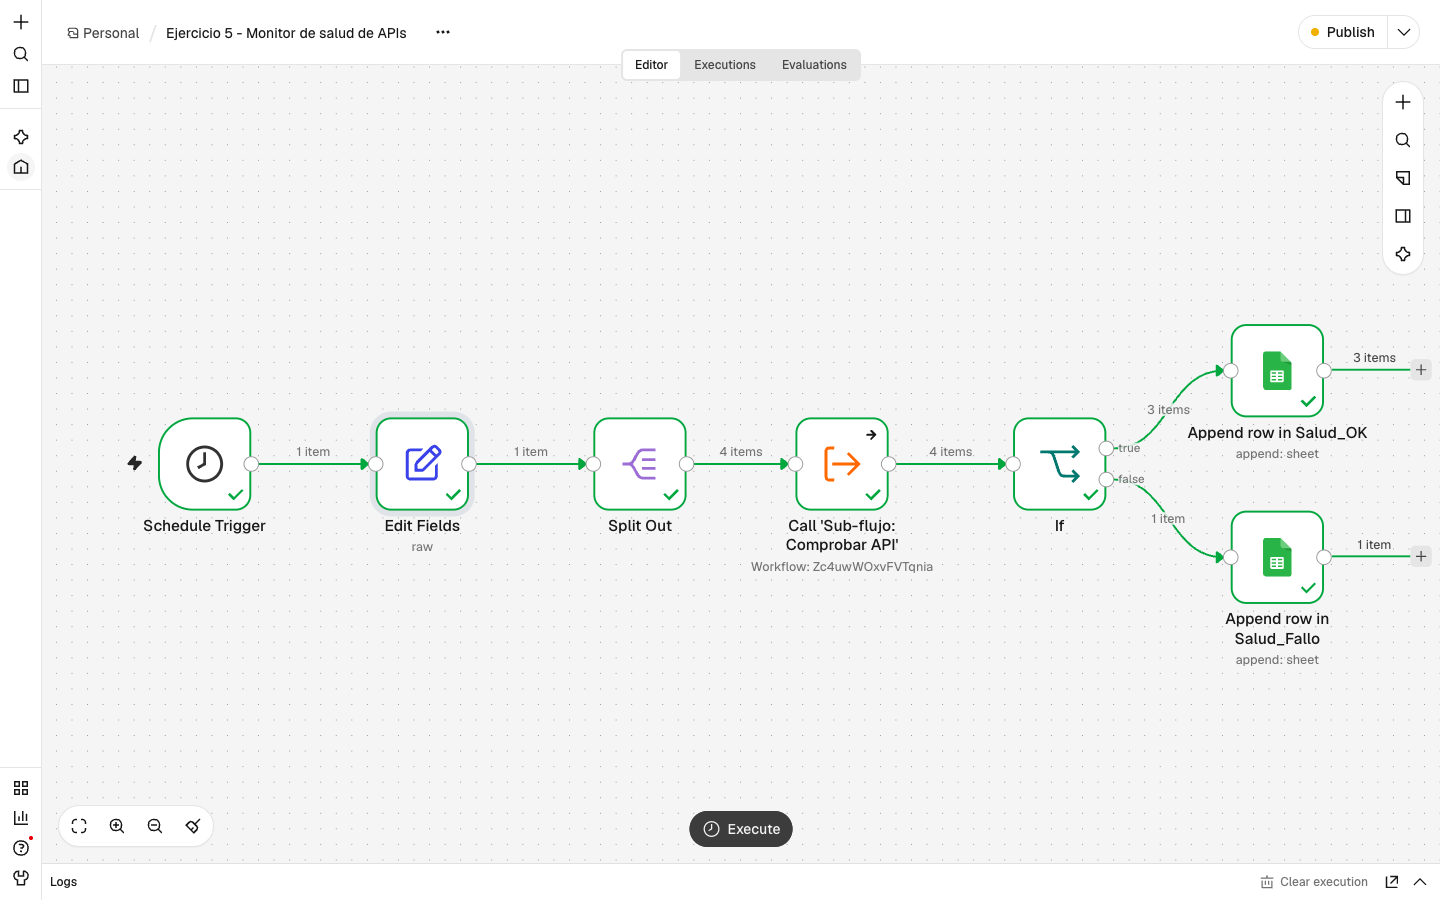 Personal / Ejercicio 5 - Monitor de salud de APIs ...
Publish
Editor Executions Evaluations
3 items
3 items
Append row in Salud_OK
append: sheet
1 item
1 item
4 items
4 items
true
false
1 item
1 item
Schedule Trigger
Edit Fields
raw
Split Out
Call 'Sub-flujo:
Comprobar API'
Workflow: Zc4uwWOxvFVTqnia
If
Append row in
Salud_Fallo
append: sheet
Execute
Logs
Clear execution